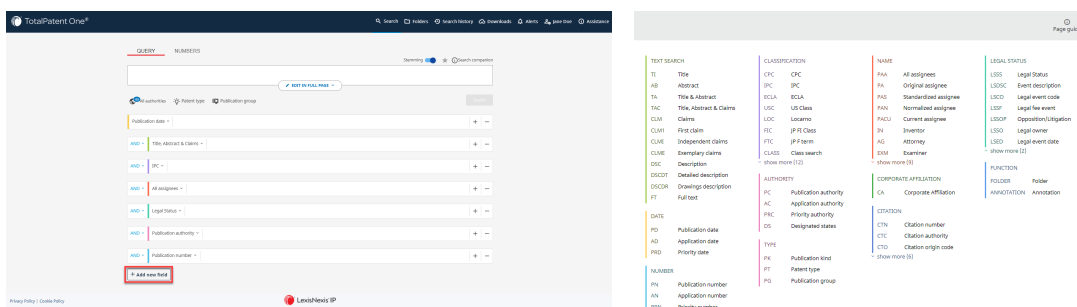 TotalPatent One®
Search Folders Search history Downloads Alerts Jane Doe Assistance
QUERY NUMBERS
Stemming Search companion
EDIT IN FULL PAGE
All authorities Patent type Publication group
Search
Publication date
AND Title, Abstract & Claims
AND IPC
AND All Assignees
AND Legal Status
AND Publication authority
AND Publication number
+ Add new field
Privacy Policy | Cookie Policy
LexisNexis IP
Page guid
TEXT SEARCH
TI Title
AB Abstract
TA Title & Abstract
TAC Title, Abstract & Claims
CLM Claims
CLM1 First claim
CLME Independent claims
CLME Exemplary claims
DSC Description
DSCDT Detailed description
DSCDR Drawings description
FT Full text
DATE
PD Publication date
AD Application date
PRD Priority date
NUMBER
PN Publication number
AN Application number
PRN Priority number
CLASSIFICATION
CPC CPC
IPC IPC
ECLA ECLA
USC US Class
LOC Locarno
FIC JP FI Class
FTC JP F term
CLASS Class search
show more (12)
AUTHORITY
PC Publication authority
AC Application authority
PRC Priority authority
DS Designated states
TYPE
PK Publication kind
PT Patent type
PG Publication group
NAME
PAA All assignees
PA Original assignee
PAS Standardized assignee
PAN Normalized assignee
PACU Current assignee
IN Inventor
AG Attorney
EXM Examiner
show more (9)
CORPORATE AFFILIATION
CA Corporate Affiliation
CITATION
CTN Citation number
CTC Citation authority
CTO Citation origin code
show more (6)
LEGAL STATUS
LSSS Legal Status
LSDSC Event description
LSCO Legal event code
LSSF Legal fee event
LSSOP Opposition/Litigation
LSSO Legal owner
LSED Legal event date
show more (2)
FUNCTION
FOLDER Folder
ANNOTATION Annotation